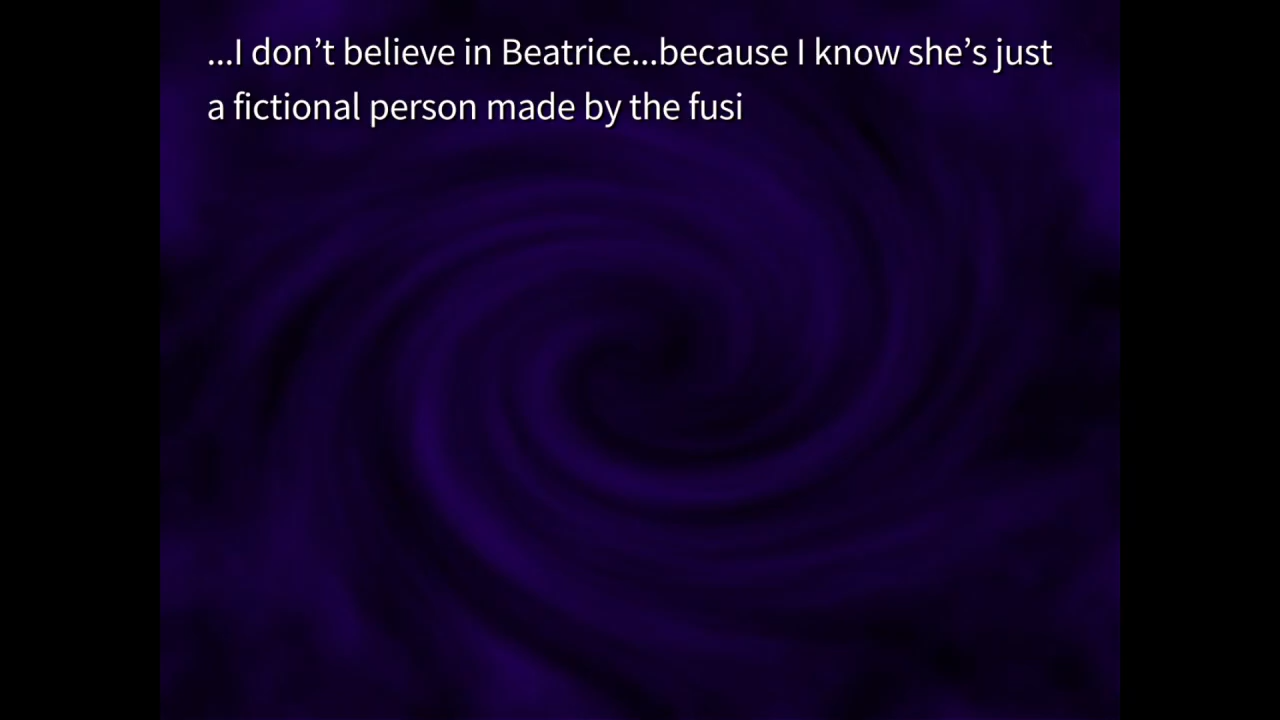 ...I don’t believe in Beatrice...because I know she’s just
a fictional person made by the fusi